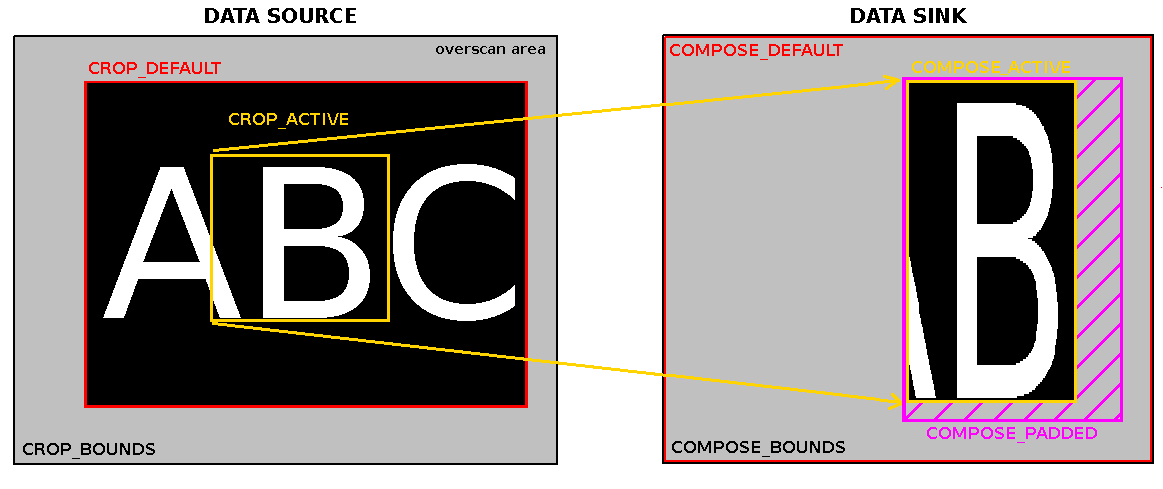 DATA SOURCE
overscan area
CROP_DEFAULT
CROP_ACTIVE
ABC
CROP_BOUNDS
DATA SINK
COMPOSE_DEFAULT
COMPOSE_ACTIVE
B
COMPOSE_PADDED
COMPOSE_BOUNDS